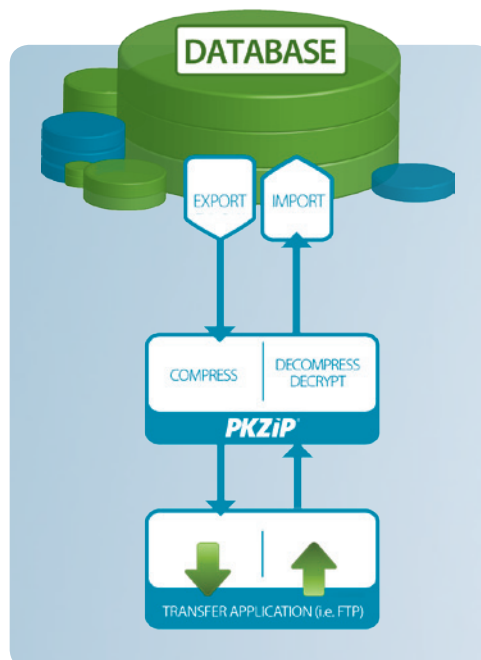 DATABASE
EXPORT
IMPORT
COMPRESS
DECOMPRESS
DECRYPT
PKZiP®
TRANSFER APPLICATION (i.e. FTP)